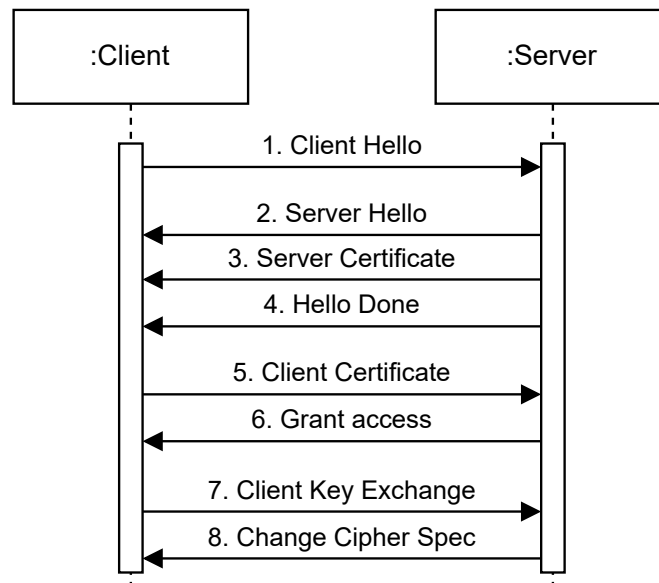 :Client
:Server
1. Client Hello
2. Server Hello
3. Server Certificate
4. Hello Done
5. Client Certificate
6. Grant access
7. Client Key Exchange
8. Change Cipher Spec